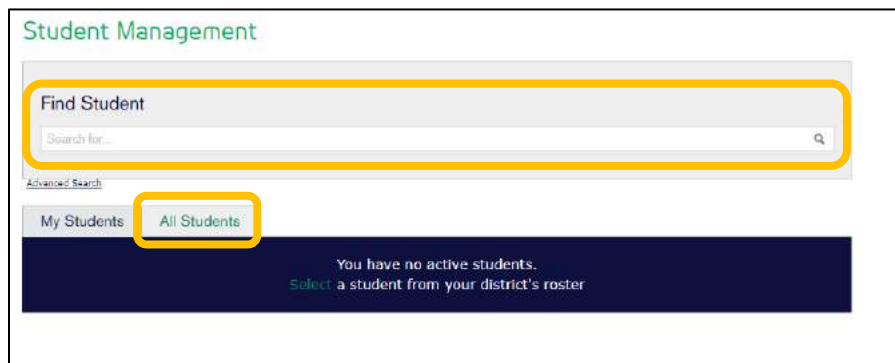 Student Management
Find Student
Search for...
Advanced Search
My Students All Students
You have no active students.
Select a student from your district's roster